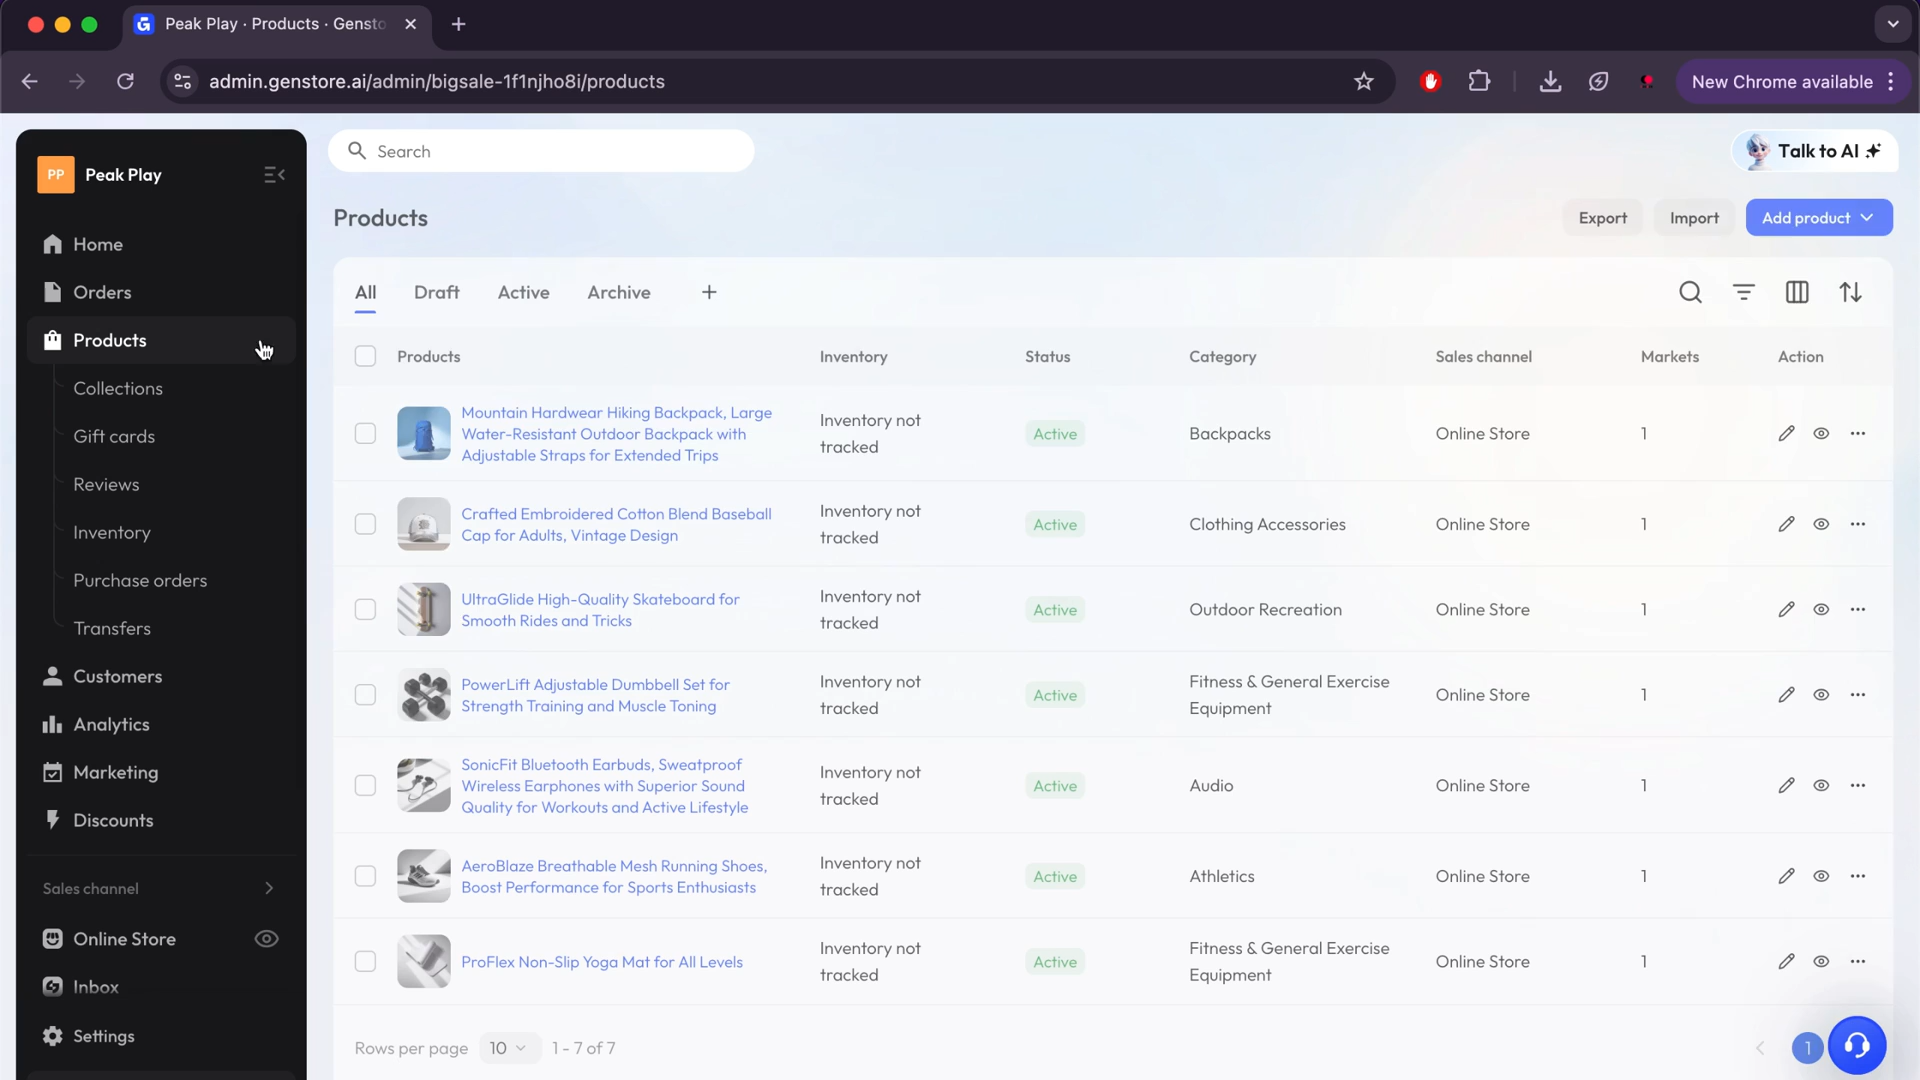 Peak Play · Products · Gensto
admin.genstore.ai/admin/bigsale-1f1njho8i/products
New Chrome available
PP
Peak Play
Search
Talk to AI
Home
Orders
Products
Collections
Gift cards
Reviews
Inventory
Purchase orders
Transfers
Customers
Analytics
Marketing
Discounts
Sales channel
Online Store
Inbox
Settings
Products
Export
Import
Add product
All
Draft
Active
Archive
Products
Inventory
Status
Category
Sales channel
Markets
Action
Mountain Hardwear Hiking Backpack, Large
Water-Resistant Outdoor Backpack with
Adjustable Straps for Extended Trips
Inventory not
tracked
Active
Backpacks
Online Store
1
Crafted Embroidered Cotton Blend Baseball
Cap for Adults, Vintage Design
Inventory not
tracked
Active
Clothing Accessories
Online Store
1
UltraGlide High-Quality Skateboard for
Smooth Rides and Tricks
Inventory not
tracked
Active
Outdoor Recreation
Online Store
1
PowerLift Adjustable Dumbbell Set for
Strength Training and Muscle Toning
Inventory not
tracked
Active
Fitness & General Exercise
Equipment
Online Store
1
SonicFit Bluetooth Earbuds, Sweatproof
Wireless Earphones with Superior Sound
Quality for Workouts and Active Lifestyle
Inventory not
tracked
Active
Audio
Online Store
1
AeroBlaze Breathable Mesh Running Shoes,
Boost Performance for Sports Enthusiasts
Inventory not
tracked
Active
Athletics
Online Store
1
ProFlex Non-Slip Yoga Mat for All Levels
Inventory not
tracked
Active
Fitness & General Exercise
Equipment
Online Store
1
Rows per page
10
1 - 7 of 7
1